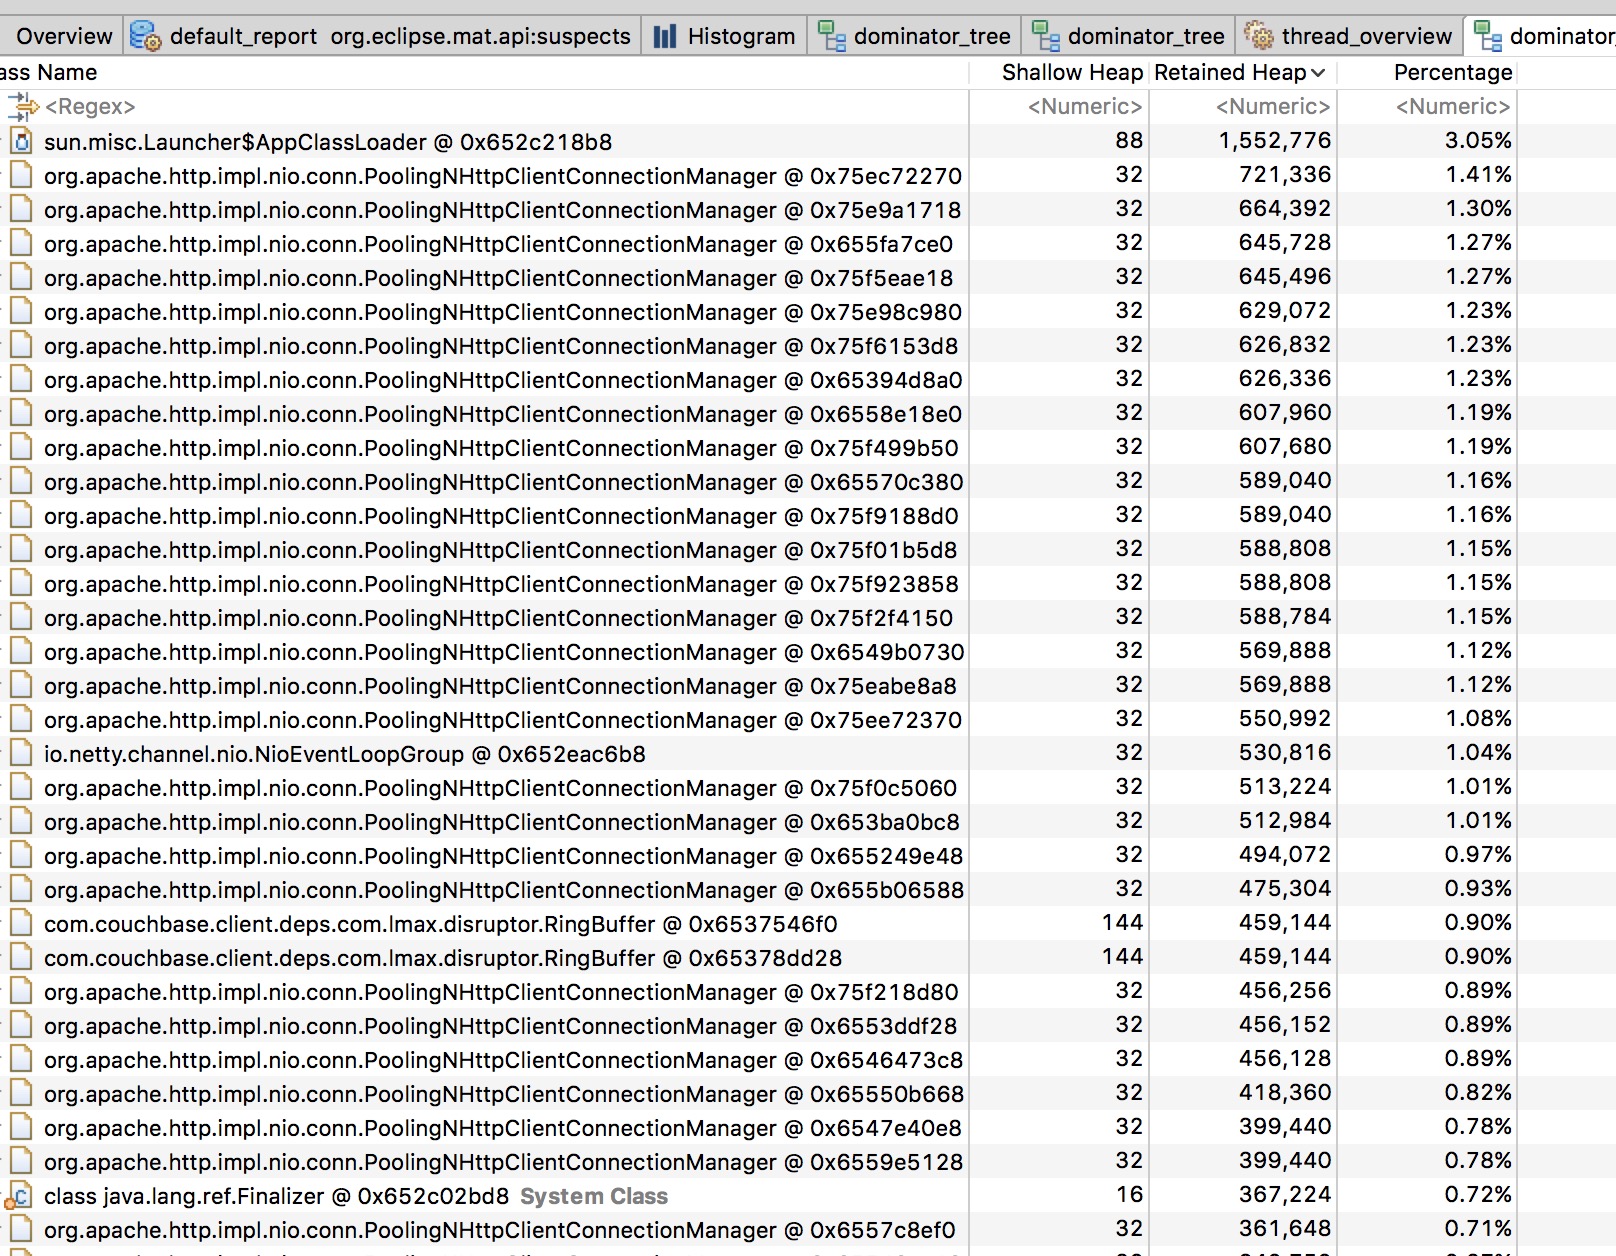 Overview default_report org.eclipse.mat.api:suspects Histogram dominator_tree dominator_tree thread_overview dominator
ass Name Shallow Heap Retained Heap Percentage
<Regex> <Numeric> <Numeric> <Numeric>
sun.misc.Launcher$AppClassLoader @ 0x652c218b8 88 1,552,776 3.05%
org.apache.http.impl.nio.conn.PoolingNHttpClientConnectionManager @ 0x75ec72270 32 721,336 1.41%
org.apache.http.impl.nio.conn.PoolingNHttpClientConnectionManager @ 0x75e9a1718 32 664,392 1.30%
org.apache.http.impl.nio.conn.PoolingNHttpClientConnectionManager @ 0x655fa7ce0 32 645,728 1.27%
org.apache.http.impl.nio.conn.PoolingNHttpClientConnectionManager @ 0x75f5eae18 32 645,496 1.27%
org.apache.http.impl.nio.conn.PoolingNHttpClientConnectionManager @ 0x75e98c980 32 629,072 1.23%
org.apache.http.impl.nio.conn.PoolingNHttpClientConnectionManager @ 0x75f6153d8 32 626,832 1.23%
org.apache.http.impl.nio.conn.PoolingNHttpClientConnectionManager @ 0x65394d8a0 32 626,336 1.23%
org.apache.http.impl.nio.conn.PoolingNHttpClientConnectionManager @ 0x6558e18e0 32 607,960 1.19%
org.apache.http.impl.nio.conn.PoolingNHttpClientConnectionManager @ 0x75f499b50 32 607,680 1.19%
org.apache.http.impl.nio.conn.PoolingNHttpClientConnectionManager @ 0x65570c380 32 589,040 1.16%
org.apache.http.impl.nio.conn.PoolingNHttpClientConnectionManager @ 0x75f9188d0 32 589,040 1.16%
org.apache.http.impl.nio.conn.PoolingNHttpClientConnectionManager @ 0x75f01b5d8 32 588,808 1.15%
org.apache.http.impl.nio.conn.PoolingNHttpClientConnectionManager @ 0x75f923858 32 588,808 1.15%
org.apache.http.impl.nio.conn.PoolingNHttpClientConnectionManager @ 0x75f2f4150 32 588,784 1.15%
org.apache.http.impl.nio.conn.PoolingNHttpClientConnectionManager @ 0x6549b0730 32 569,888 1.12%
org.apache.http.impl.nio.conn.PoolingNHttpClientConnectionManager @ 0x75eabe8a8 32 569,888 1.12%
org.apache.http.impl.nio.conn.PoolingNHttpClientConnectionManager @ 0x75ee72370 32 550,992 1.08%
io.netty.channel.nio.NioEventLoopGroup @ 0x652eac6b8 32 530,816 1.04%
org.apache.http.impl.nio.conn.PoolingNHttpClientConnectionManager @ 0x75f0c5060 32 513,224 1.01%
org.apache.http.impl.nio.conn.PoolingNHttpClientConnectionManager @ 0x653ba0bc8 32 512,984 1.01%
org.apache.http.impl.nio.conn.PoolingNHttpClientConnectionManager @ 0x655249e48 32 494,072 0.97%
org.apache.http.impl.nio.conn.PoolingNHttpClientConnectionManager @ 0x655b06588 32 475,304 0.93%
com.couchbase.client.deps.com.lmax.disruptor.RingBuffer @ 0x6537546f0 144 459,144 0.90%
com.couchbase.client.deps.com.lmax.disruptor.RingBuffer @ 0x65378dd28 144 459,144 0.90%
org.apache.http.impl.nio.conn.PoolingNHttpClientConnectionManager @ 0x75f218d80 32 456,256 0.89%
org.apache.http.impl.nio.conn.PoolingNHttpClientConnectionManager @ 0x6553ddf28 32 456,152 0.89%
org.apache.http.impl.nio.conn.PoolingNHttpClientConnectionManager @ 0x6546473c8 32 456,128 0.89%
org.apache.http.impl.nio.conn.PoolingNHttpClientConnectionManager @ 0x65550b668 32 418,360 0.82%
org.apache.http.impl.nio.conn.PoolingNHttpClientConnectionManager @ 0x6547e40e8 32 399,440 0.78%
org.apache.http.impl.nio.conn.PoolingNHttpClientConnectionManager @ 0x6559e5128 32 399,440 0.78%
class java.lang.ref.Finalizer @ 0x652c02bd8 System Class 16 367,224 0.72%
org.apache.http.impl.nio.conn.PoolingNHttpClientConnectionManager @ 0x6557c8ef0 32 361,648 0.71%